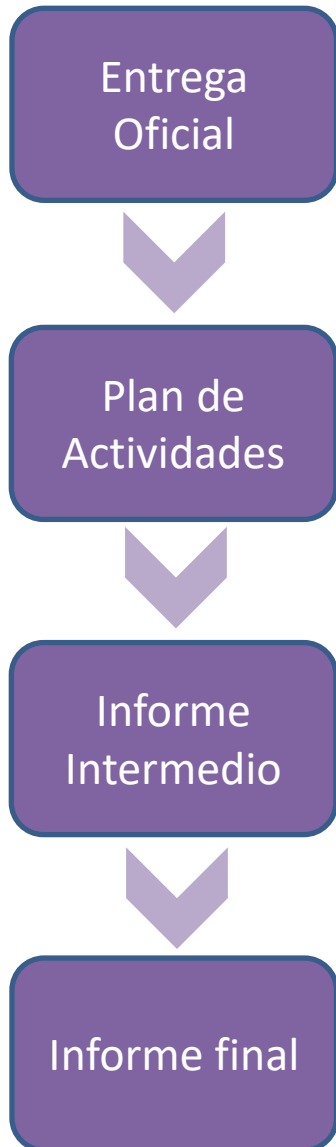 Entrega
Oficial
Plan de
Actividades
Informe
Intermedio
Informe final